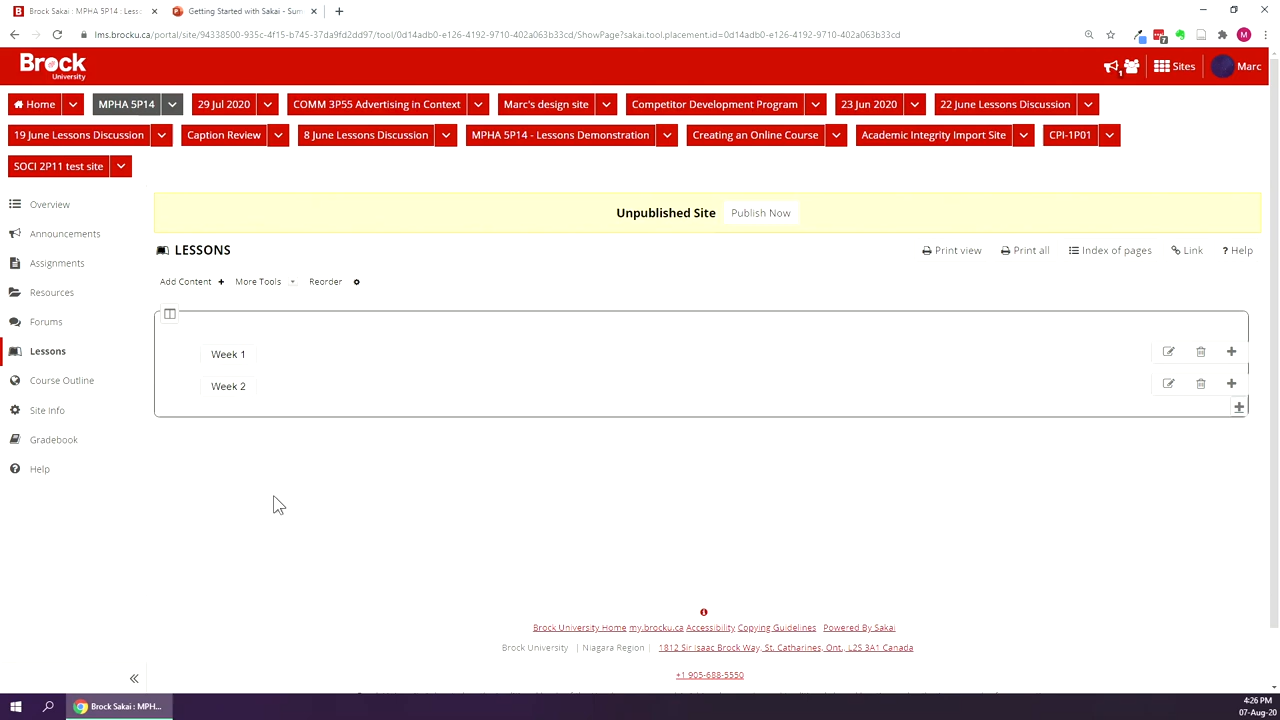 Brock Sakai : MPHA 5P14 : Less
Getting Started with Sakai - Sum
lms.brocku.ca/portal/site/94338500-935c-4f15-b745-37da9fd2dd97/tool/0d14adb0-e126-4192-9710-402a063b33cd/ShowPage?sakai.tool.placement.id=0d14adb0-e126-4192-9710-402a063b33cd
7
M
Brock
University
1
Sites
Marc
Home
MPHA 5P14
29 Jul 2020
COMM 3P55 Advertising in Context
Marc's design site
Competitor Development Program
23 Jun 2020
22 June Lessons Discussion
19 June Lessons Discussion
Caption Review
8 June Lessons Discussion
MPHA 5P14 - Lessons Demonstration
Creating an Online Course
Academic Integrity Import Site
CPI-1P01
SOCI 2P11 test site
Overview
Announcements
Assignments
Resources
Forums
Lessons
Course Outline
Site Info
Gradebook
Help
Unpublished Site
Publish Now
LESSONS
Print view
Print all
Index of pages
Link
? Help
Add Content +
More Tools
Reorder
Week 1
Week 2
Brock University Home my.brocku.ca Accessibility Copying Guidelines Powered By Sakai
Brock University | Niagara Region | 1812 Sir Isaac Brock Way, St. Catharines, Ont., L2S 3A1 Canada
+1 905-688-5550
Brock Sakai : MPH...
4:26 PM
07-Aug-20